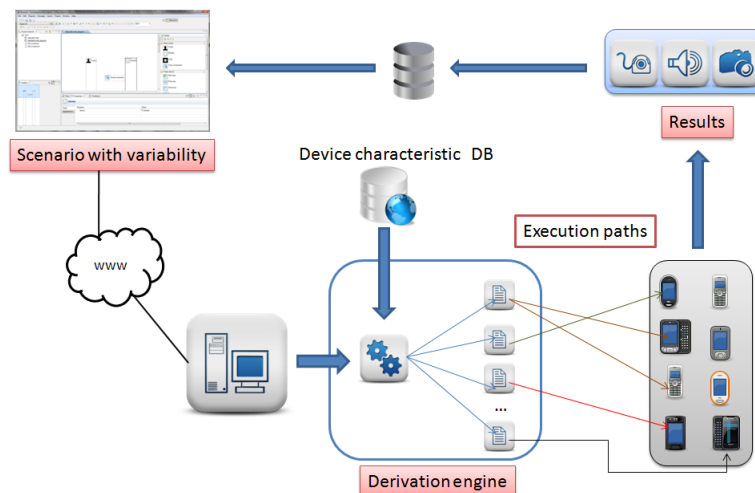 Scenario with variability
Results
Device characteristic DB
Execution paths
www
...
Derivation engine